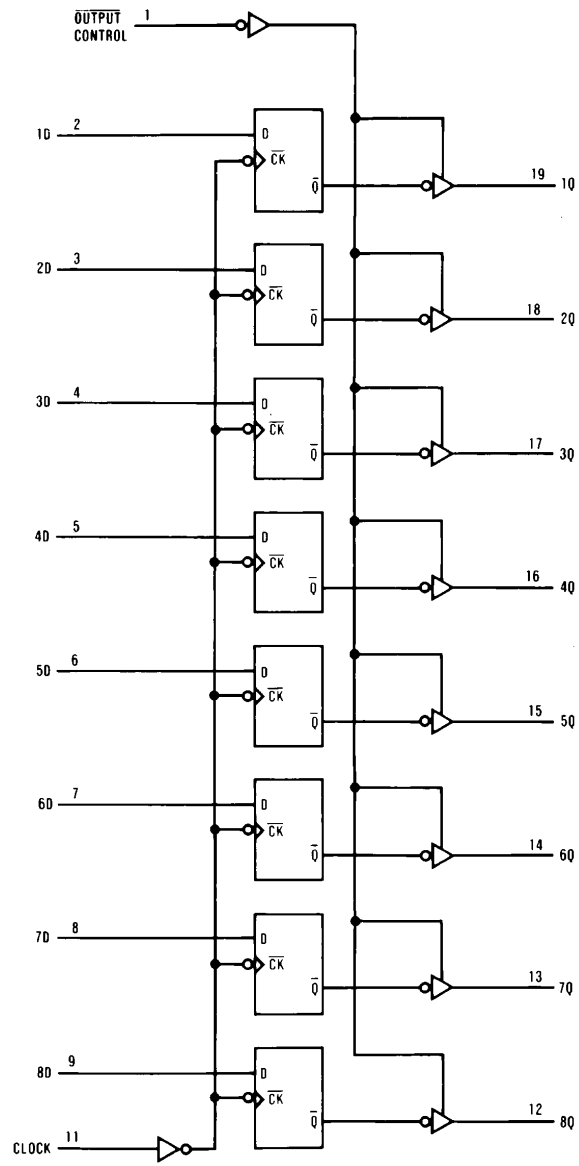 OUTPUT 1
CONTROL
1D 2 D
CK
Q 19 1Q
2D 3 D
CK
Q 18 2Q
3D 4 D
CK
Q 17 3Q
4D 5 D
CK
Q 16 4Q
5D 6 D
CK
Q 15 5Q
6D 7 D
CK
Q 14 6Q
7D 8 D
CK
Q 13 7Q
8D 9 D
CK
Q 12 8Q
CLOCK 11